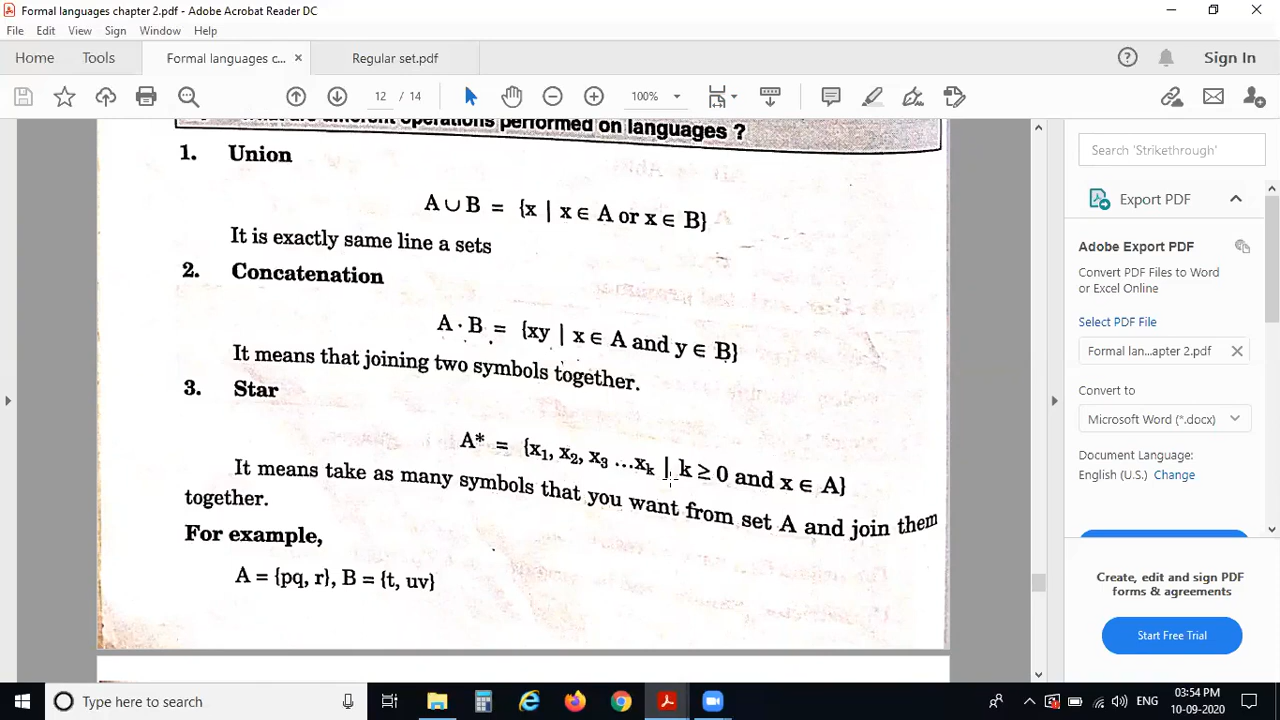 Formal languages chapter 2.pdf - Adobe Acrobat Reader DC
File Edit View Sign Window Help
Home Tools Formal languages c... × Regular set.pdf ? Sign In
12 / 14 100%
Search 'Strikethrough'
Export PDF
Adobe Export PDF
Convert PDF Files to Word
or Excel Online
Select PDF File
Formal lan...apter 2.pdf
Convert to
Microsoft Word (*.docx)
Document Language:
English (U.S.) Change
Create, edit and sign PDF
forms & agreements
Start Free Trial
different operations performed on languages ?
1. Union
A ∪ B = {x | x ∈ A or x ∈ B}
It is exactly same line a sets
2. Concatenation
A · B = {xy | x ∈ A and y ∈ B}
It means that joining two symbols together.
3. Star
A* = {x1, x2, x3 ...xk | k ≥ 0 and x ∈ A}
It means take as many symbols that you want from set A and join them
together.
For example,
A = {pq, r}, B = {t, uv}
Type here to search
ENG
03:54 PM
10-09-2020